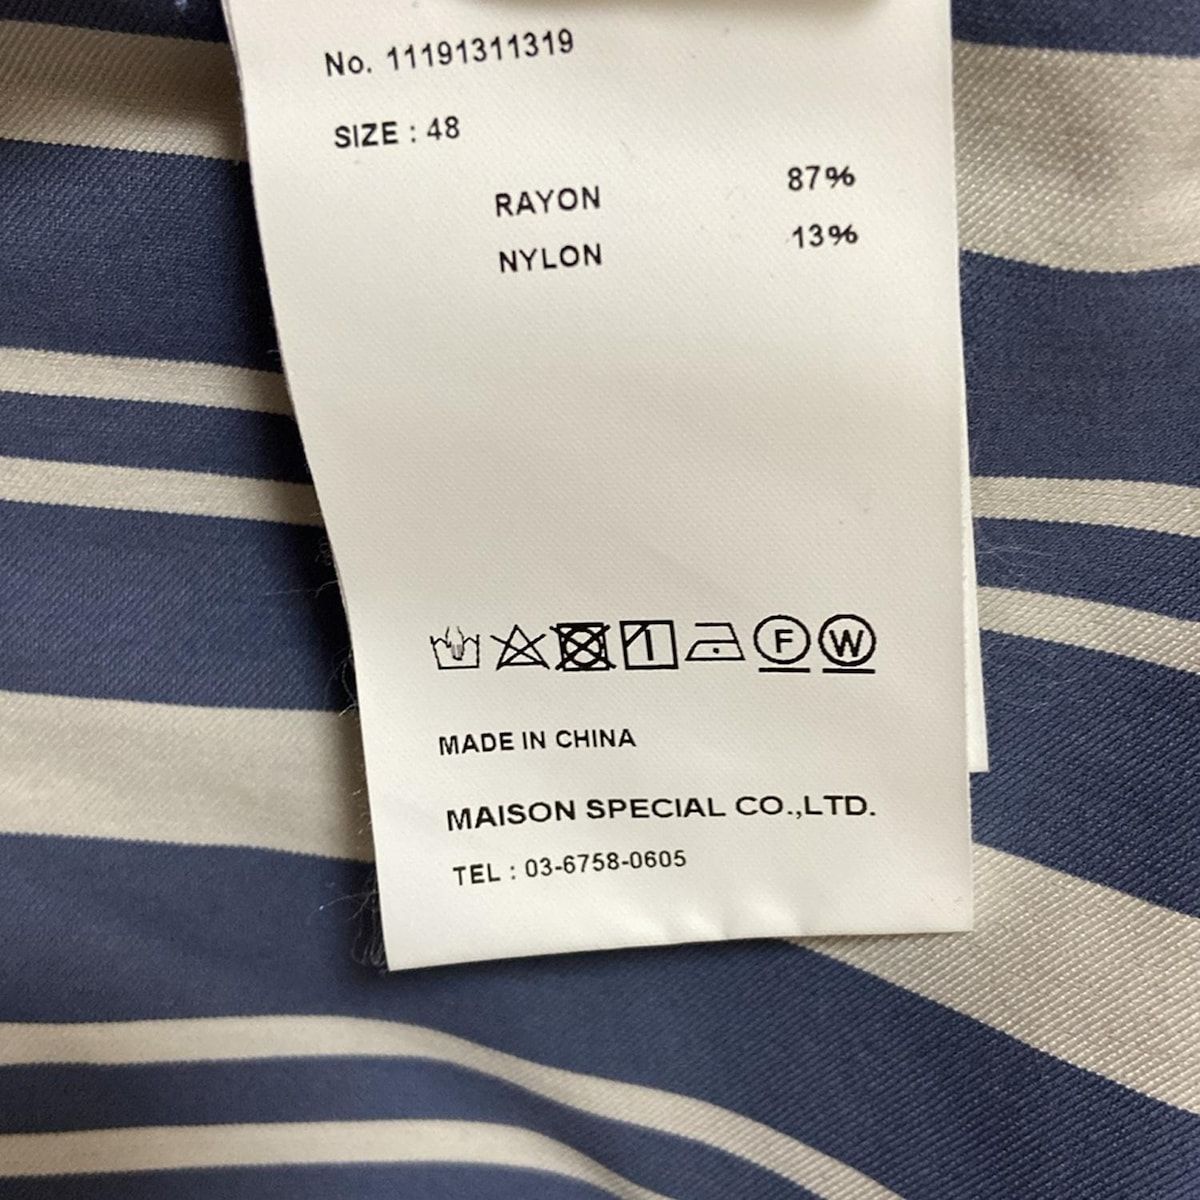 No. 11191311319
SIZE : 48
RAYON 87%
NYLON 13%
F W
MADE IN CHINA
MAISON SPECIAL CO.,LTD.
TEL : 03-6758-0605